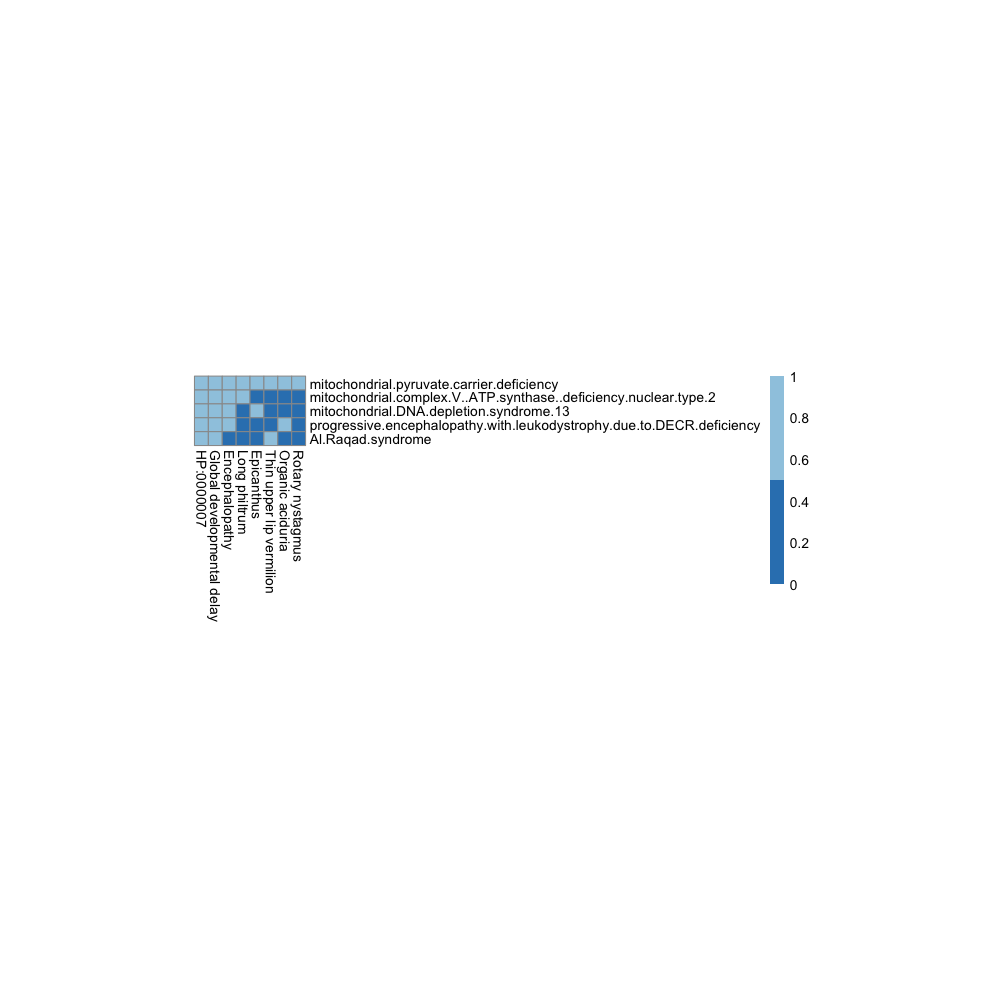 mitochondrial.pyruvate.carrier.deficiency
mitochondrial.complex.V..ATP.synthase..deficiency.nuclear.type.2
mitochondrial.DNA.depletion.syndrome.13
progressive.encephalopathy.with.leukodystrophy.due.to.DECR.deficiency
Al.Raqad.syndrome
HP:0000007
Global developmental delay
Encephalopathy
Long philtrum
Epicanthus
Thin upper lip vermilion
Organic aciduria
Rotary nystagmus
1
0.8
0.6
0.4
0.2
0